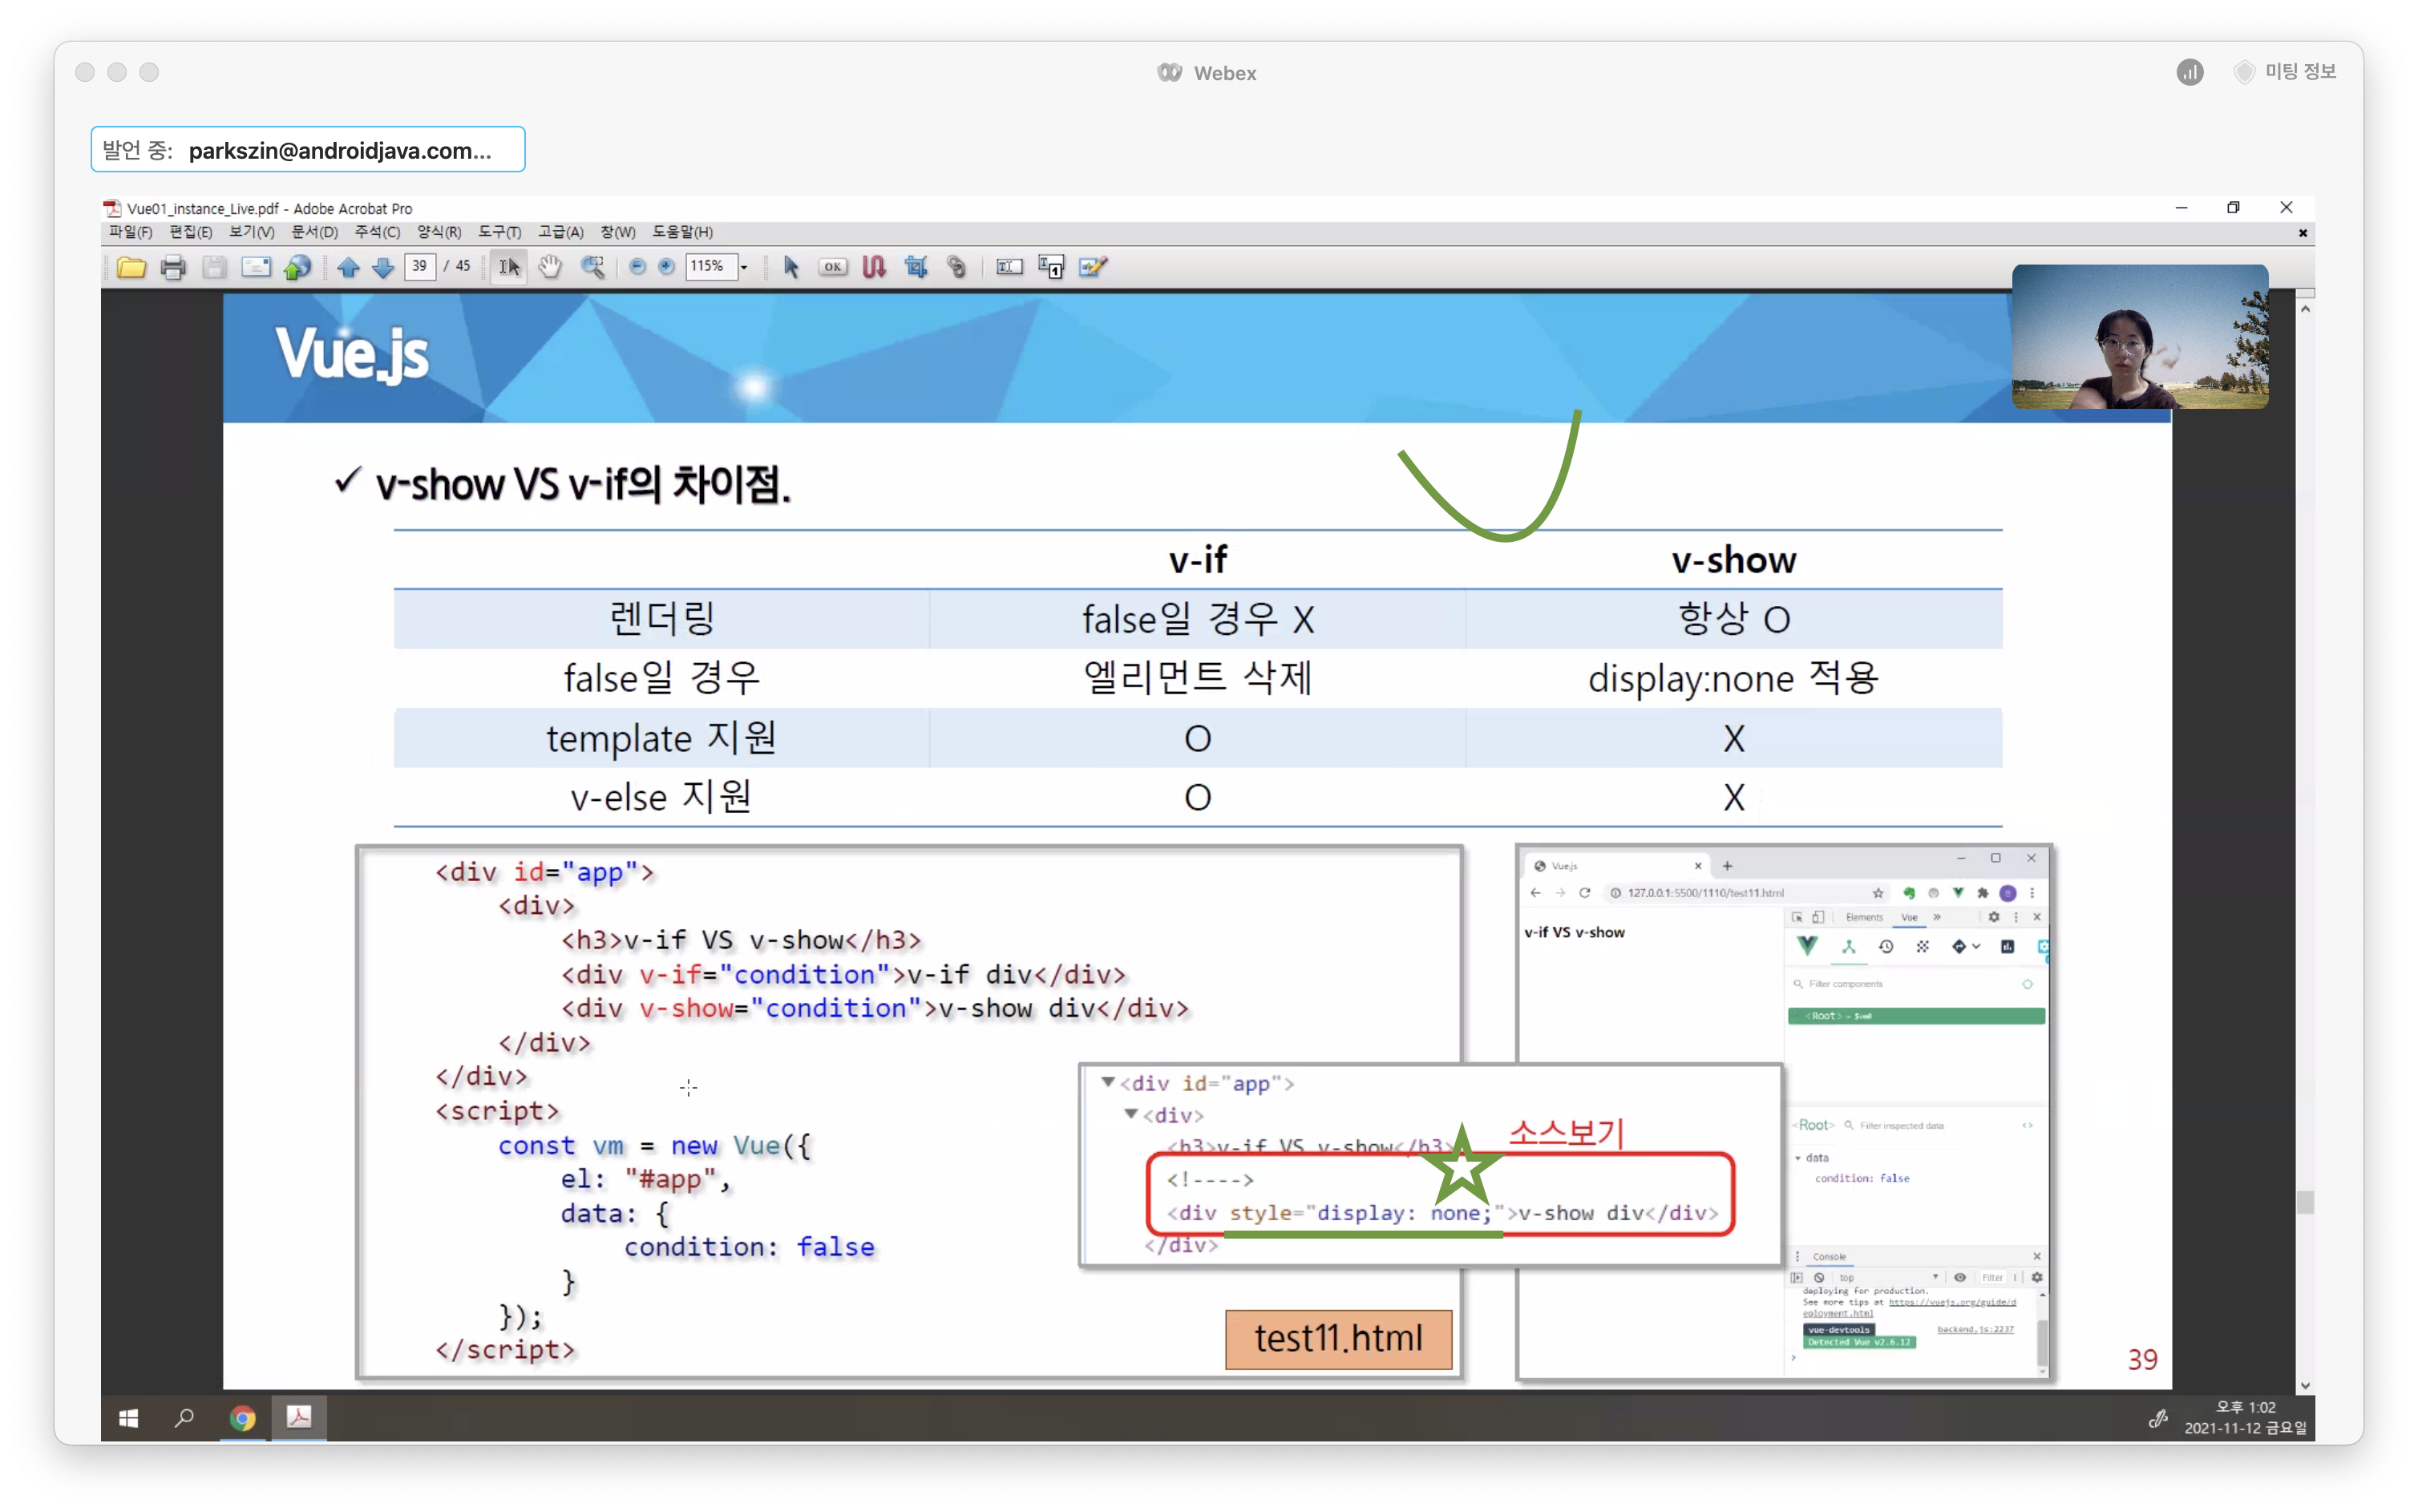 Webex
미팅 정보
발언 중: parkszin@androidjava.com...
Vue01_instance_Live.pdf - Adobe Acrobat Pro
파일(F) 편집(E) 보기(V) 문서(D) 주석(C) 양식(R) 도구(T) 고급(A) 창(W) 도움말(H)
39 / 45 115% OK
Vue.js
✓ v-show VS v-if의 차이점.
v-if v-show
렌더링 false일 경우 X 항상 O
false일 경우 엘리먼트 삭제 display:none 적용
template 지원 O X
v-else 지원 O X
<div id="app">
<div>
<h3>v-if VS v-show</h3>
<div v-if="condition">v-if div</div>
<div v-show="condition">v-show div</div>
</div>
</div>
<script>
const vm = new Vue({
el: "#app",
data: {
condition: false
}
});
</script>
test11.html
<div id="app">
<div>
<h3>v-if VS v-show</h3>
소스보기
<!---->
<div style="display: none;">v-show div</div>
</div>
Vue.js
127.0.0.1:5500/1110/test11.html
v-if VS v-show
Elements Vue
Filter components
<Root> = $vm0
<Root> Filter inspected data
data
condition: false
Console
top Filter
deploying for production.
See more tips at https://vuejs.org/guide/d
eployment.html
vue-devtools backend.js:2237
Detected Vue v2.6.12
39
오후 1:02
2021-11-12 금요일